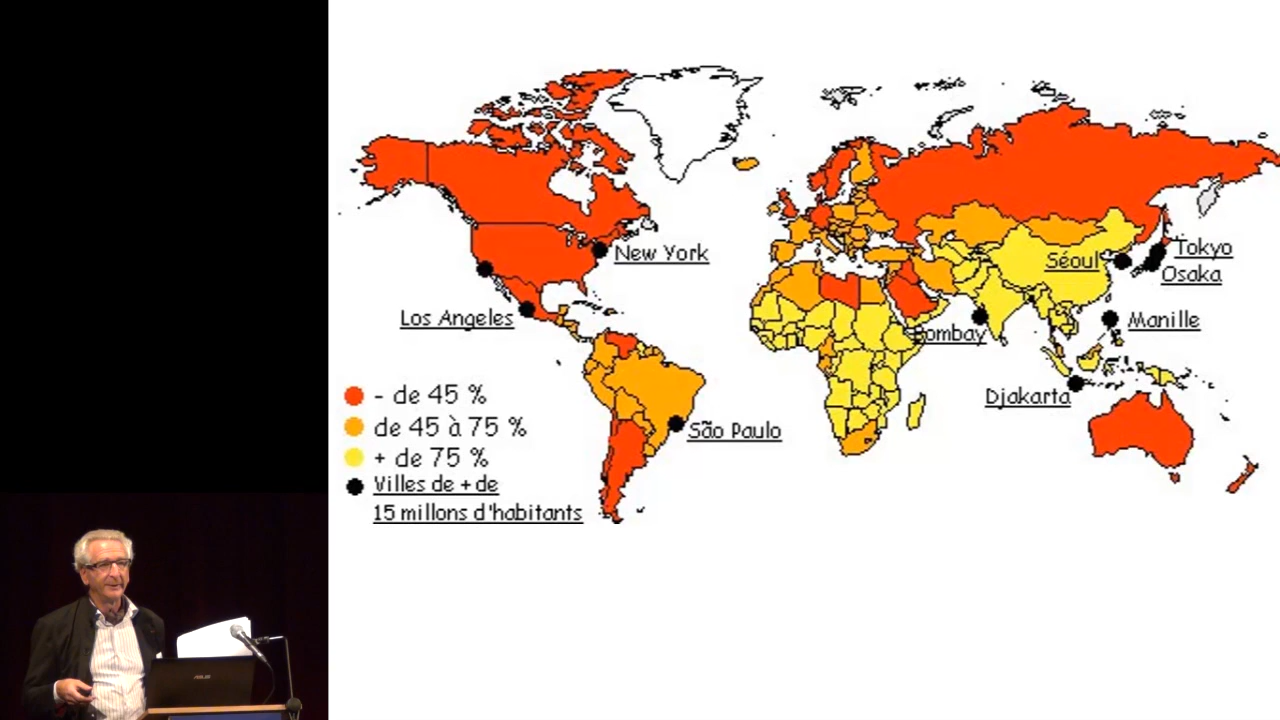 New York
Tokyo
Séoul
Osaka
Los Angeles
Bombay
Manille
Djakarta
São Paulo
- de 45 %
de 45 à 75 %
+ de 75 %
Villes de + de
15 millons d'habitants
ASUS